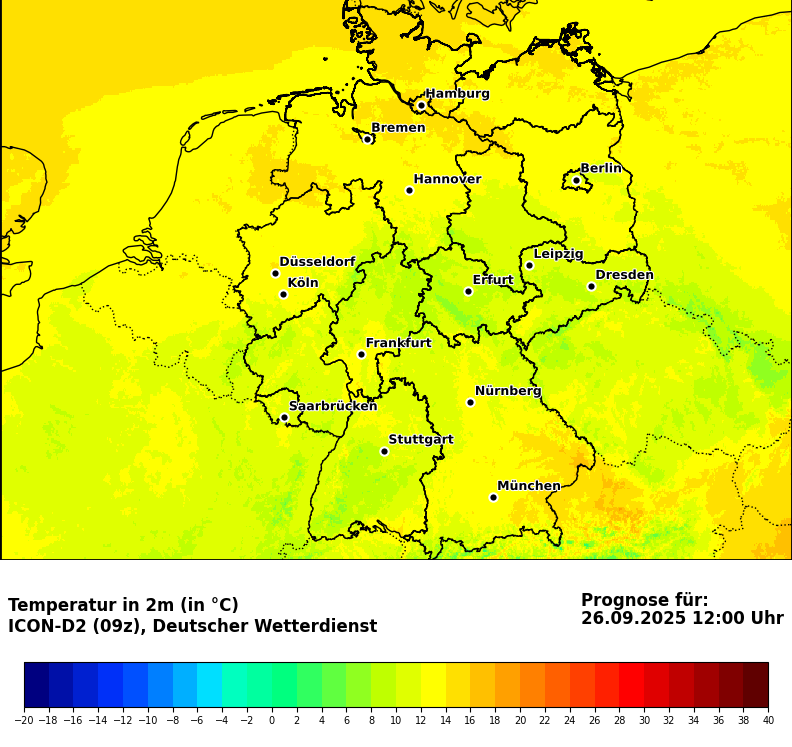 Hamburg
Bremen
Berlin
Hannover
Leipzig
Düsseldorf
Dresden
Köln
Erfurt
Frankfurt
Nürnberg
Saarbrücken
Stuttgart
München
Temperatur in 2m (in °C)
ICON-D2 (09z), Deutscher Wetterdienst
Prognose für:
26.09.2025 12:00 Uhr
−20 −18 −16 −14 −12 −10 −8 −6 −4 −2 0 2 4 6 8 10 12 14 16 18 20 22 24 26 28 30 32 34 36 38 40